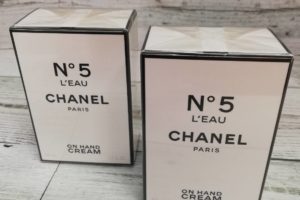 N°5
L'EAU
CHANEL
PARIS
ON HAND
CREAM
N°5
L'EAU
CHANEL
PARIS
ON HAND
CREAM